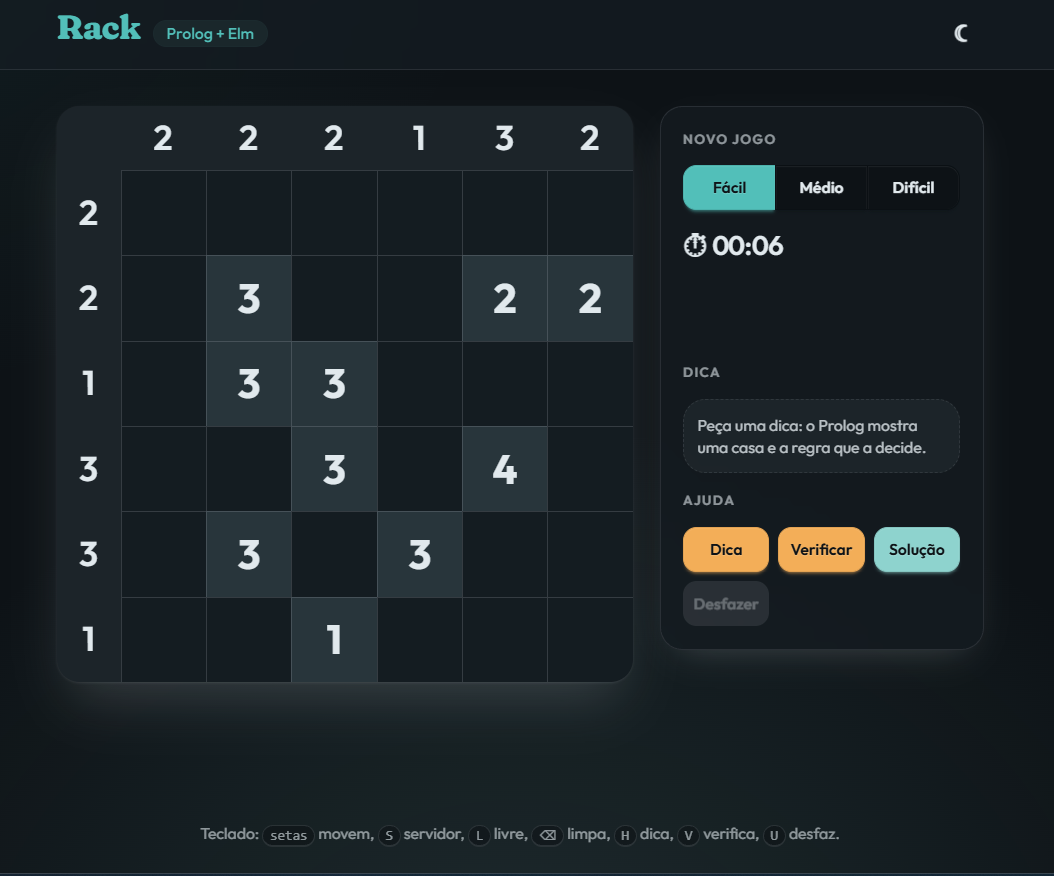 Rack Prolog + Elm
2 2 2 1 3 2
2
2 3 2 2
1 3 3
3 3 4
3 3 3
1 1
NOVO JOGO
Fácil Médio Difícil
⏱ 00:06
DICA
Peça uma dica: o Prolog mostra
uma casa e a regra que a decide.
AJUDA
Dica Verificar Solução
Desfazer
Teclado: setas movem, S servidor, L livre, ⌫ limpa, H dica, V verifica, U desfaz.